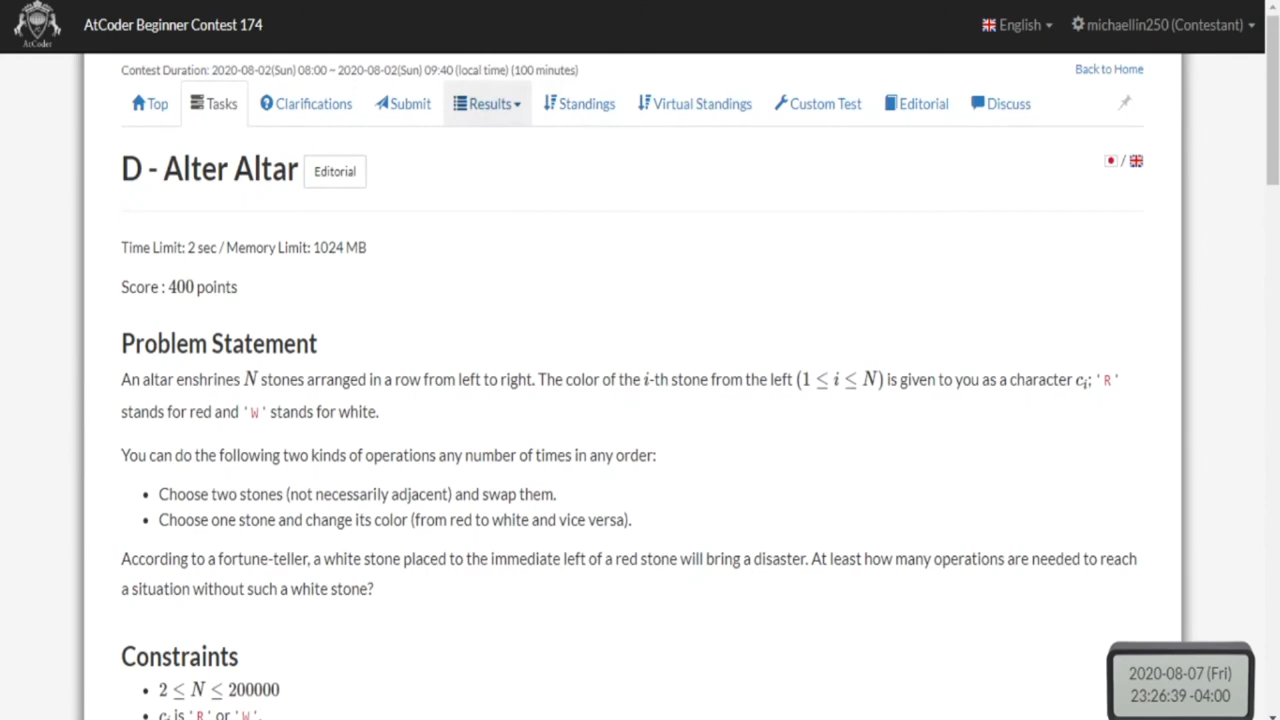 AtCoder Beginner Contest 174
English
michaellin250 (Contestant)
AtCoder
Contest Duration: 2020-08-02(Sun) 08:00 ~ 2020-08-02(Sun) 09:40 (local time) (100 minutes)
Back to Home
Top
Tasks
Clarifications
Submit
Results
Standings
Virtual Standings
Custom Test
Editorial
Discuss
D - Alter Altar
Editorial
/
Time Limit: 2 sec / Memory Limit: 1024 MB
Score : 400 points
Problem Statement
An altar enshrines N stones arranged in a row from left to right. The color of the i-th stone from the left (1 ≤ i ≤ N) is given to you as a character cᵢ; 'R'
stands for red and 'W' stands for white.
You can do the following two kinds of operations any number of times in any order:
• Choose two stones (not necessarily adjacent) and swap them.
• Choose one stone and change its color (from red to white and vice versa).
According to a fortune-teller, a white stone placed to the immediate left of a red stone will bring a disaster. At least how many operations are needed to reach
a situation without such a white stone?
Constraints
• 2 ≤ N ≤ 200000
• cᵢ is 'R' or 'W'.
2020-08-07 (Fri)
23:26:39 -04:00